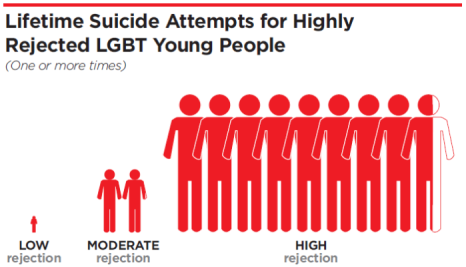 Lifetime Suicide Attempts for Highly
Rejected LGBT Young People
(One or more times)
LOW MODERATE HIGH
rejection rejection rejection